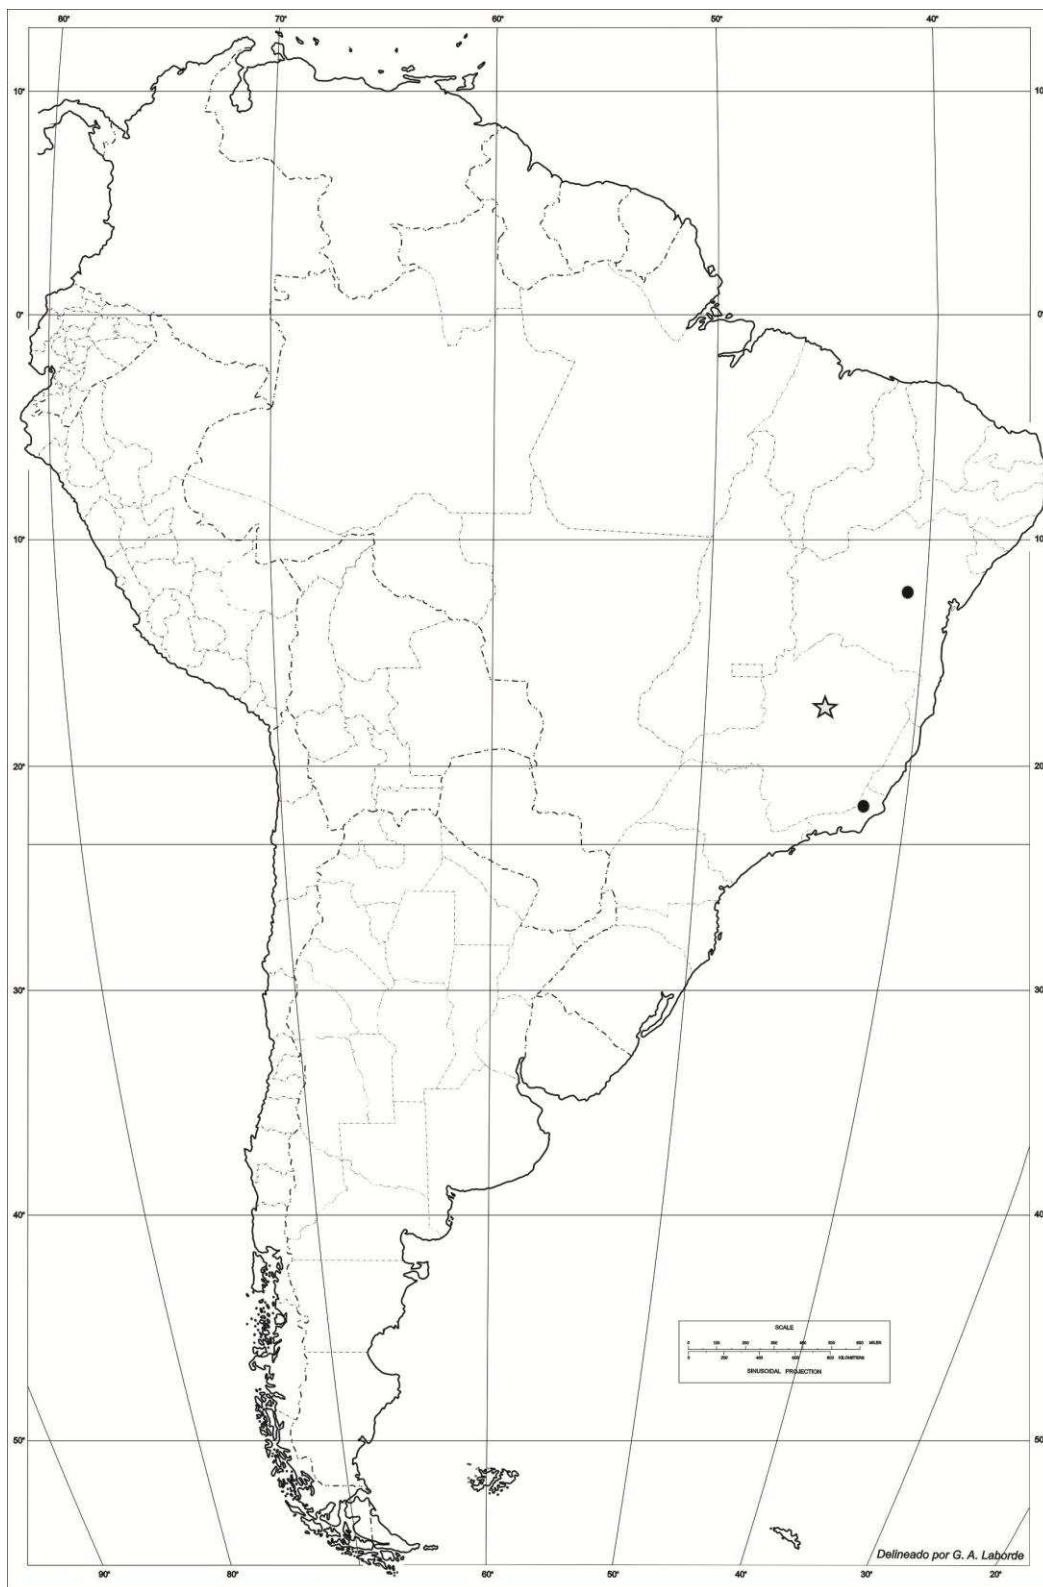 80° 70° 60° 50° 40°
10° 10
0° 0°
10° 10
20° 20
30° 30
40° 40
50° 50
SCALE
MILES
KILOMETERS
SINUSOIDAL PROJECTION
Delineado por G. A. Laborde
90° 80° 70° 60° 50° 40° 30° 20°